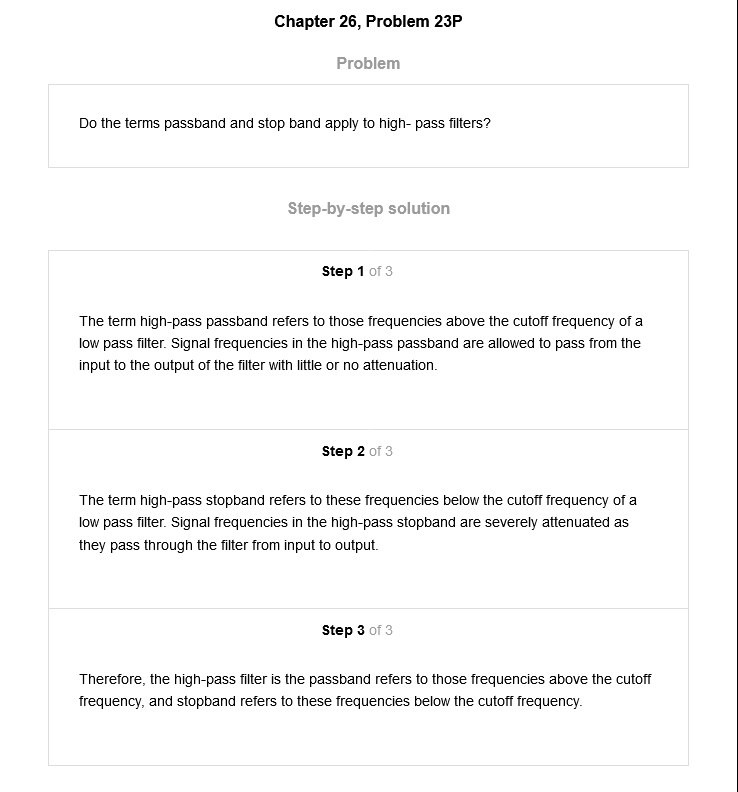 Chapter 26, Problem 23P
Problem
Do the terms passband and stop band apply to high- pass filters?
Step-by-step solution
Step 1 of 3
The term high-pass passband refers to those frequencies above the cutoff frequency of a
low pass filter. Signal frequencies in the high-pass passband are allowed to pass from the
input to the output of the filter with little or no attenuation.
Step 2 of 3
The term high-pass stopband refers to these frequencies below the cutoff frequency of a
low pass filter. Signal frequencies in the high-pass stopband are severely attenuated as
they pass through the filter from input to output.
Step 3 of 3
Therefore, the high-pass filter is the passband refers to those frequencies above the cutoff
frequency, and stopband refers to these frequencies below the cutoff frequency.